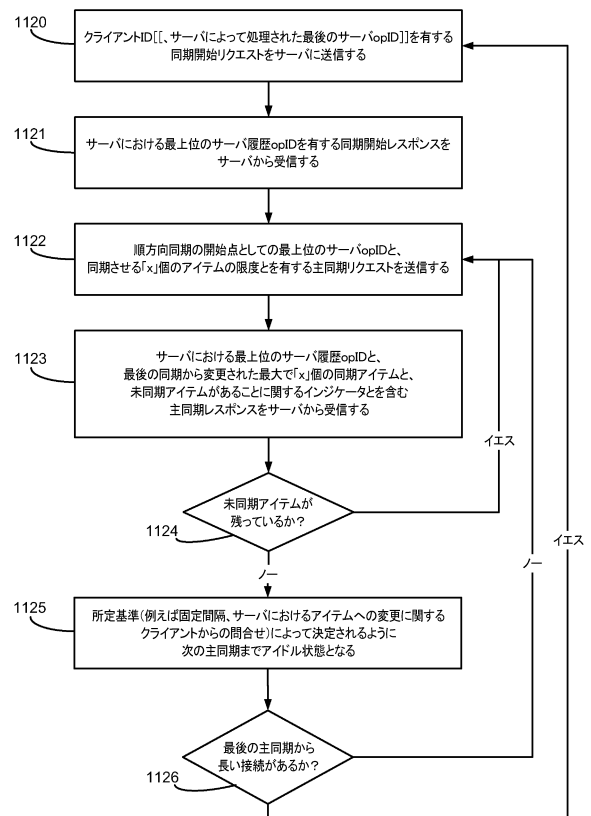 1120
クライアントID[[、サーバによって処理された最後のサーバopID]]を有する
同期開始リクエストをサーバに送信する
1121
サーバにおける最上位のサーバ履歴opIDを有する同期開始レスポンスを
サーバから受信する
1122
順方向同期の開始点としての最上位のサーバopIDと、
同期させる「x」個のアイテムの限度とを有する主同期リクエストを送信する
1123
サーバにおける最上位のサーバ履歴opIDと、
最後の同期から変更された最大で「x」個の同期アイテムと、
未同期アイテムがあることに関するインジケータとを含む
主同期レスポンスをサーバから受信する
イエス
未同期アイテムが
残っているか?
1124
イエス
ノー
ノー
1125
所定基準(例えば固定間隔、サーバにおけるアイテムへの変更に関する
クライアントからの問合せ)によって決定されるように
次の主同期までアイドル状態となる
最後の主同期から
長い接続があるか?
1126